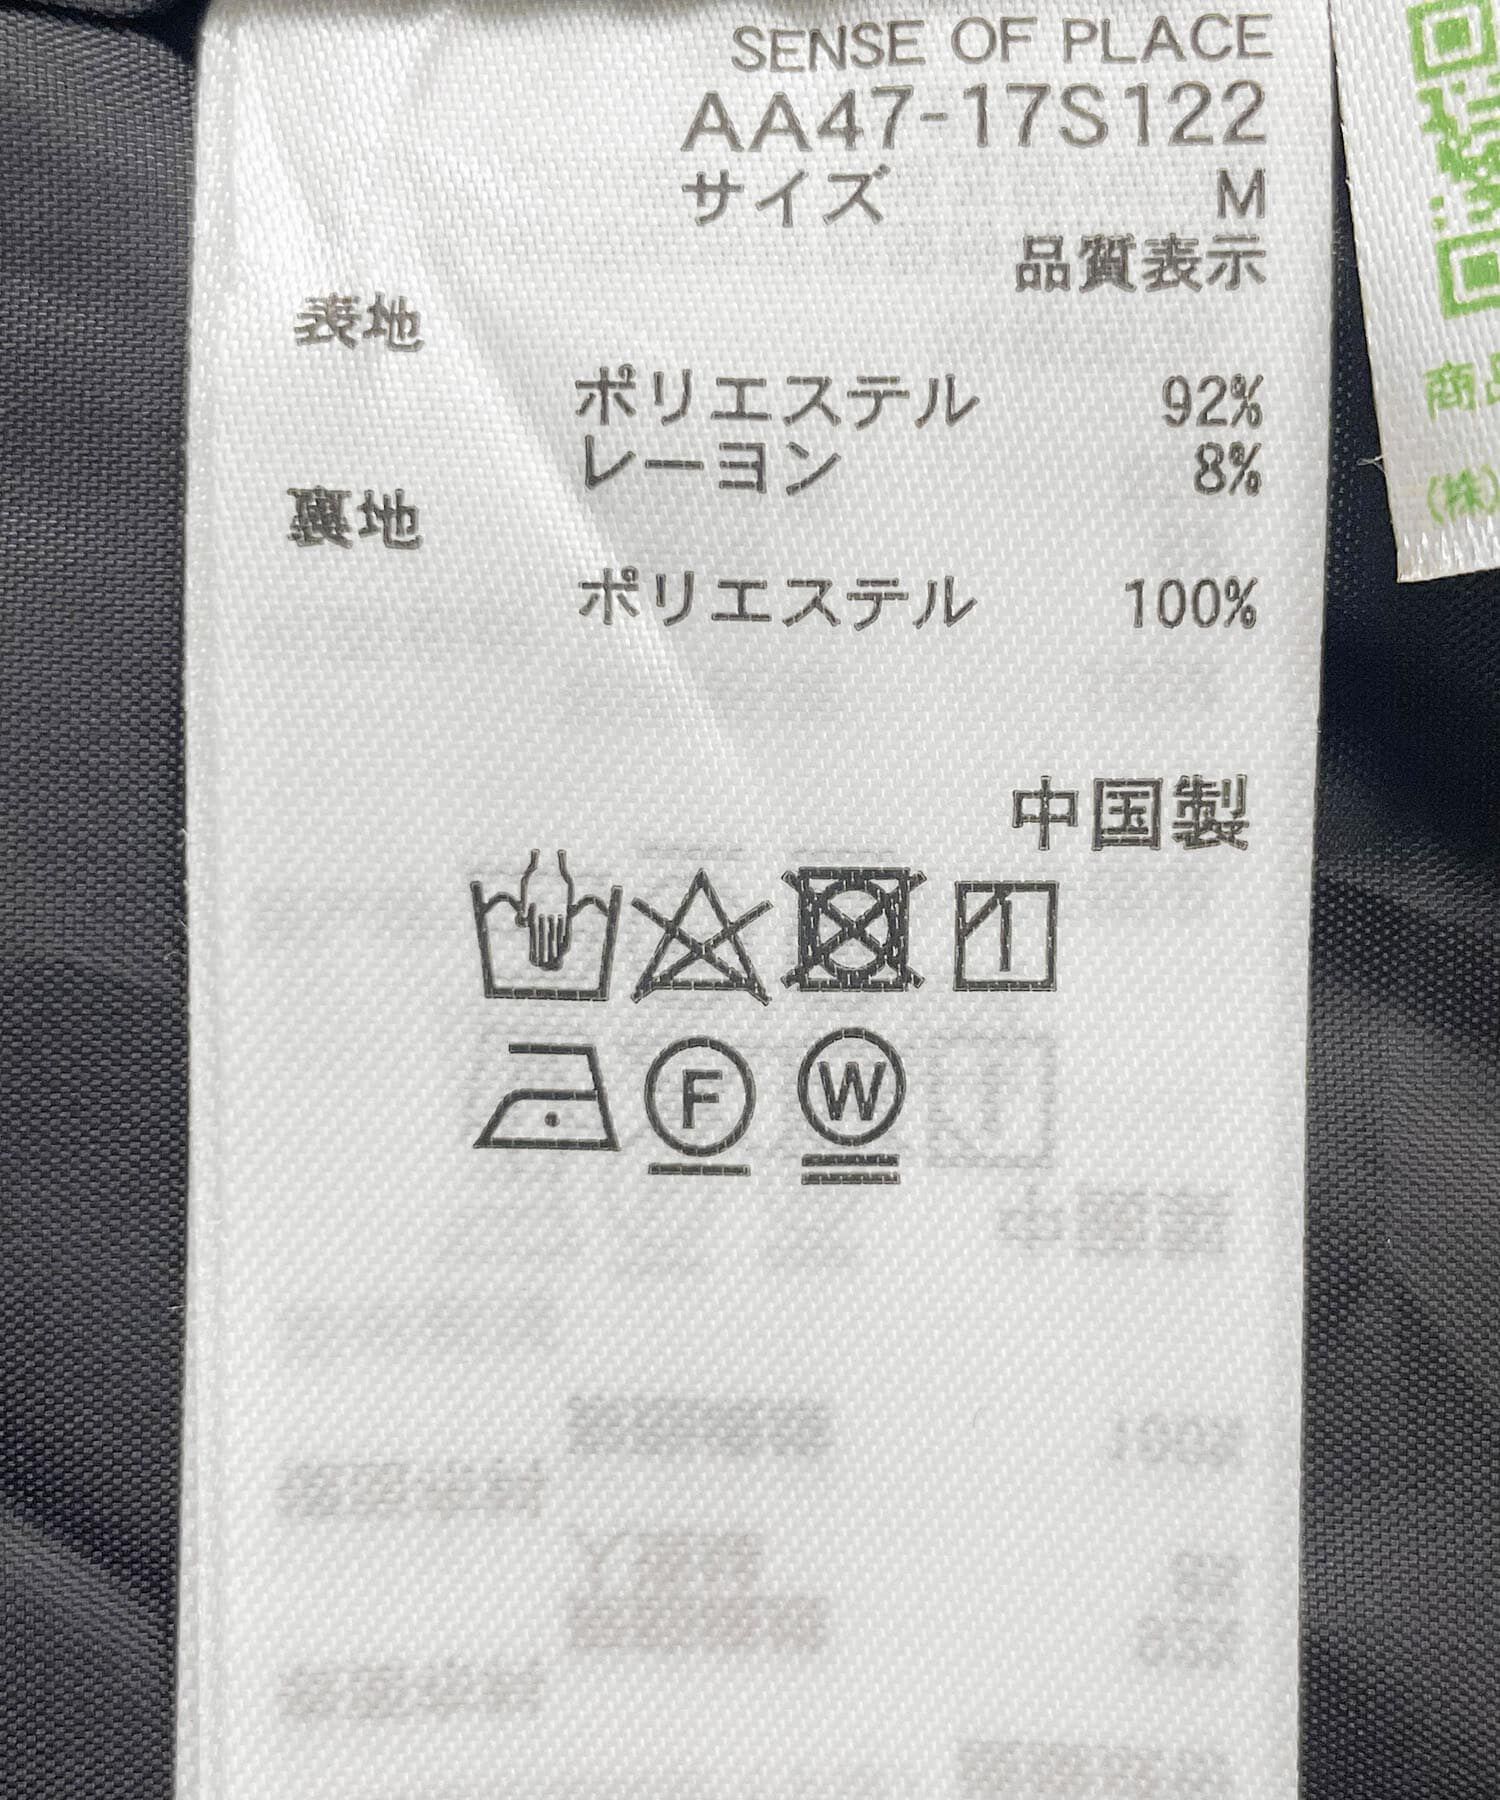 SENSE OF PLACE
AA47-17S122
サイズ M
品質表示
表地
ポリエステル 92%
レーヨン 8%
裏地
ポリエステル 100%
中国製
F W
(株)